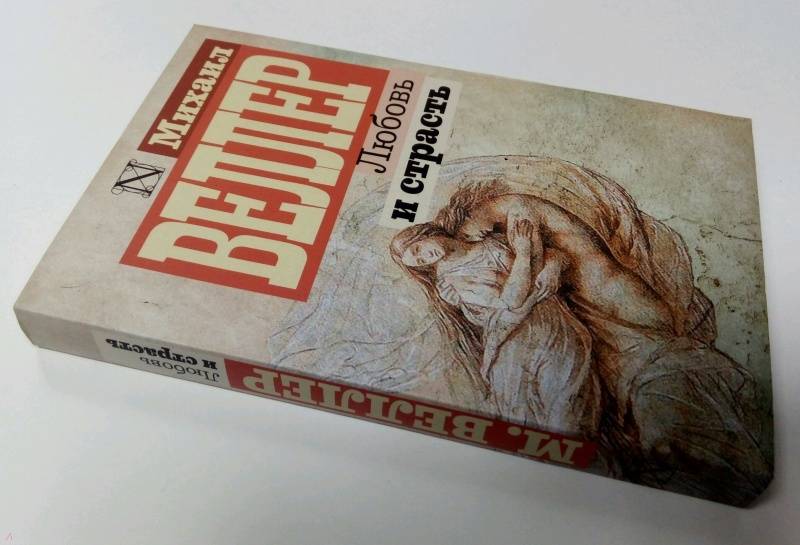 Михаил
ВЕЛЛЕР
Любовь
и страсть
Любовь
и страсть
М. ВЕЛЛЕР